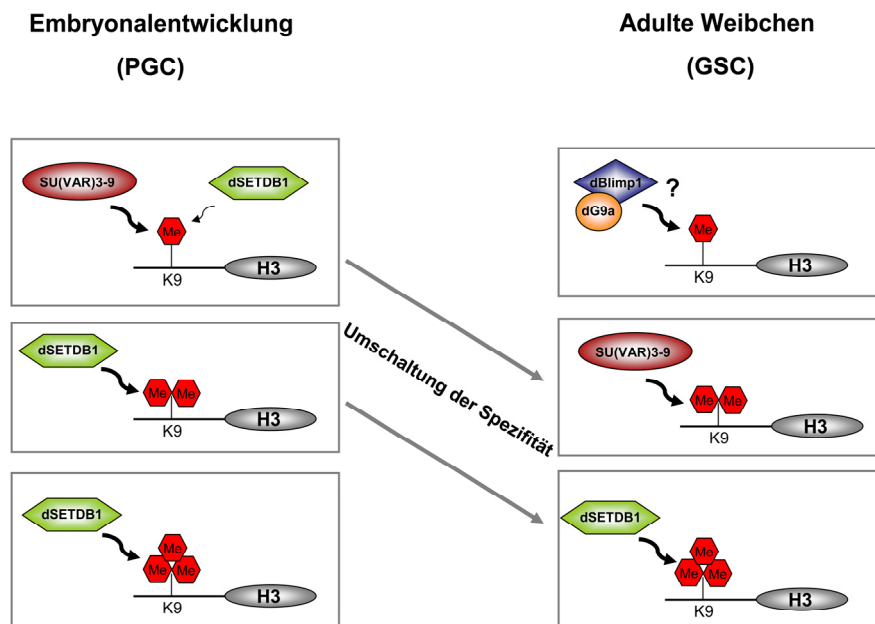 Embryonalentwicklung
(PGC)
Adulte Weibchen
(GSC)
SU(VAR)3-9
dSETDB1
Me
K9
H3
dSETDB1
Me Me
K9
H3
dSETDB1
Me
Me Me
K9
H3
Umschaltung der Spezifität
dBlimp1
?
dG9a
Me
K9
H3
SU(VAR)3-9
Me Me
K9
H3
dSETDB1
Me
Me Me
K9
H3